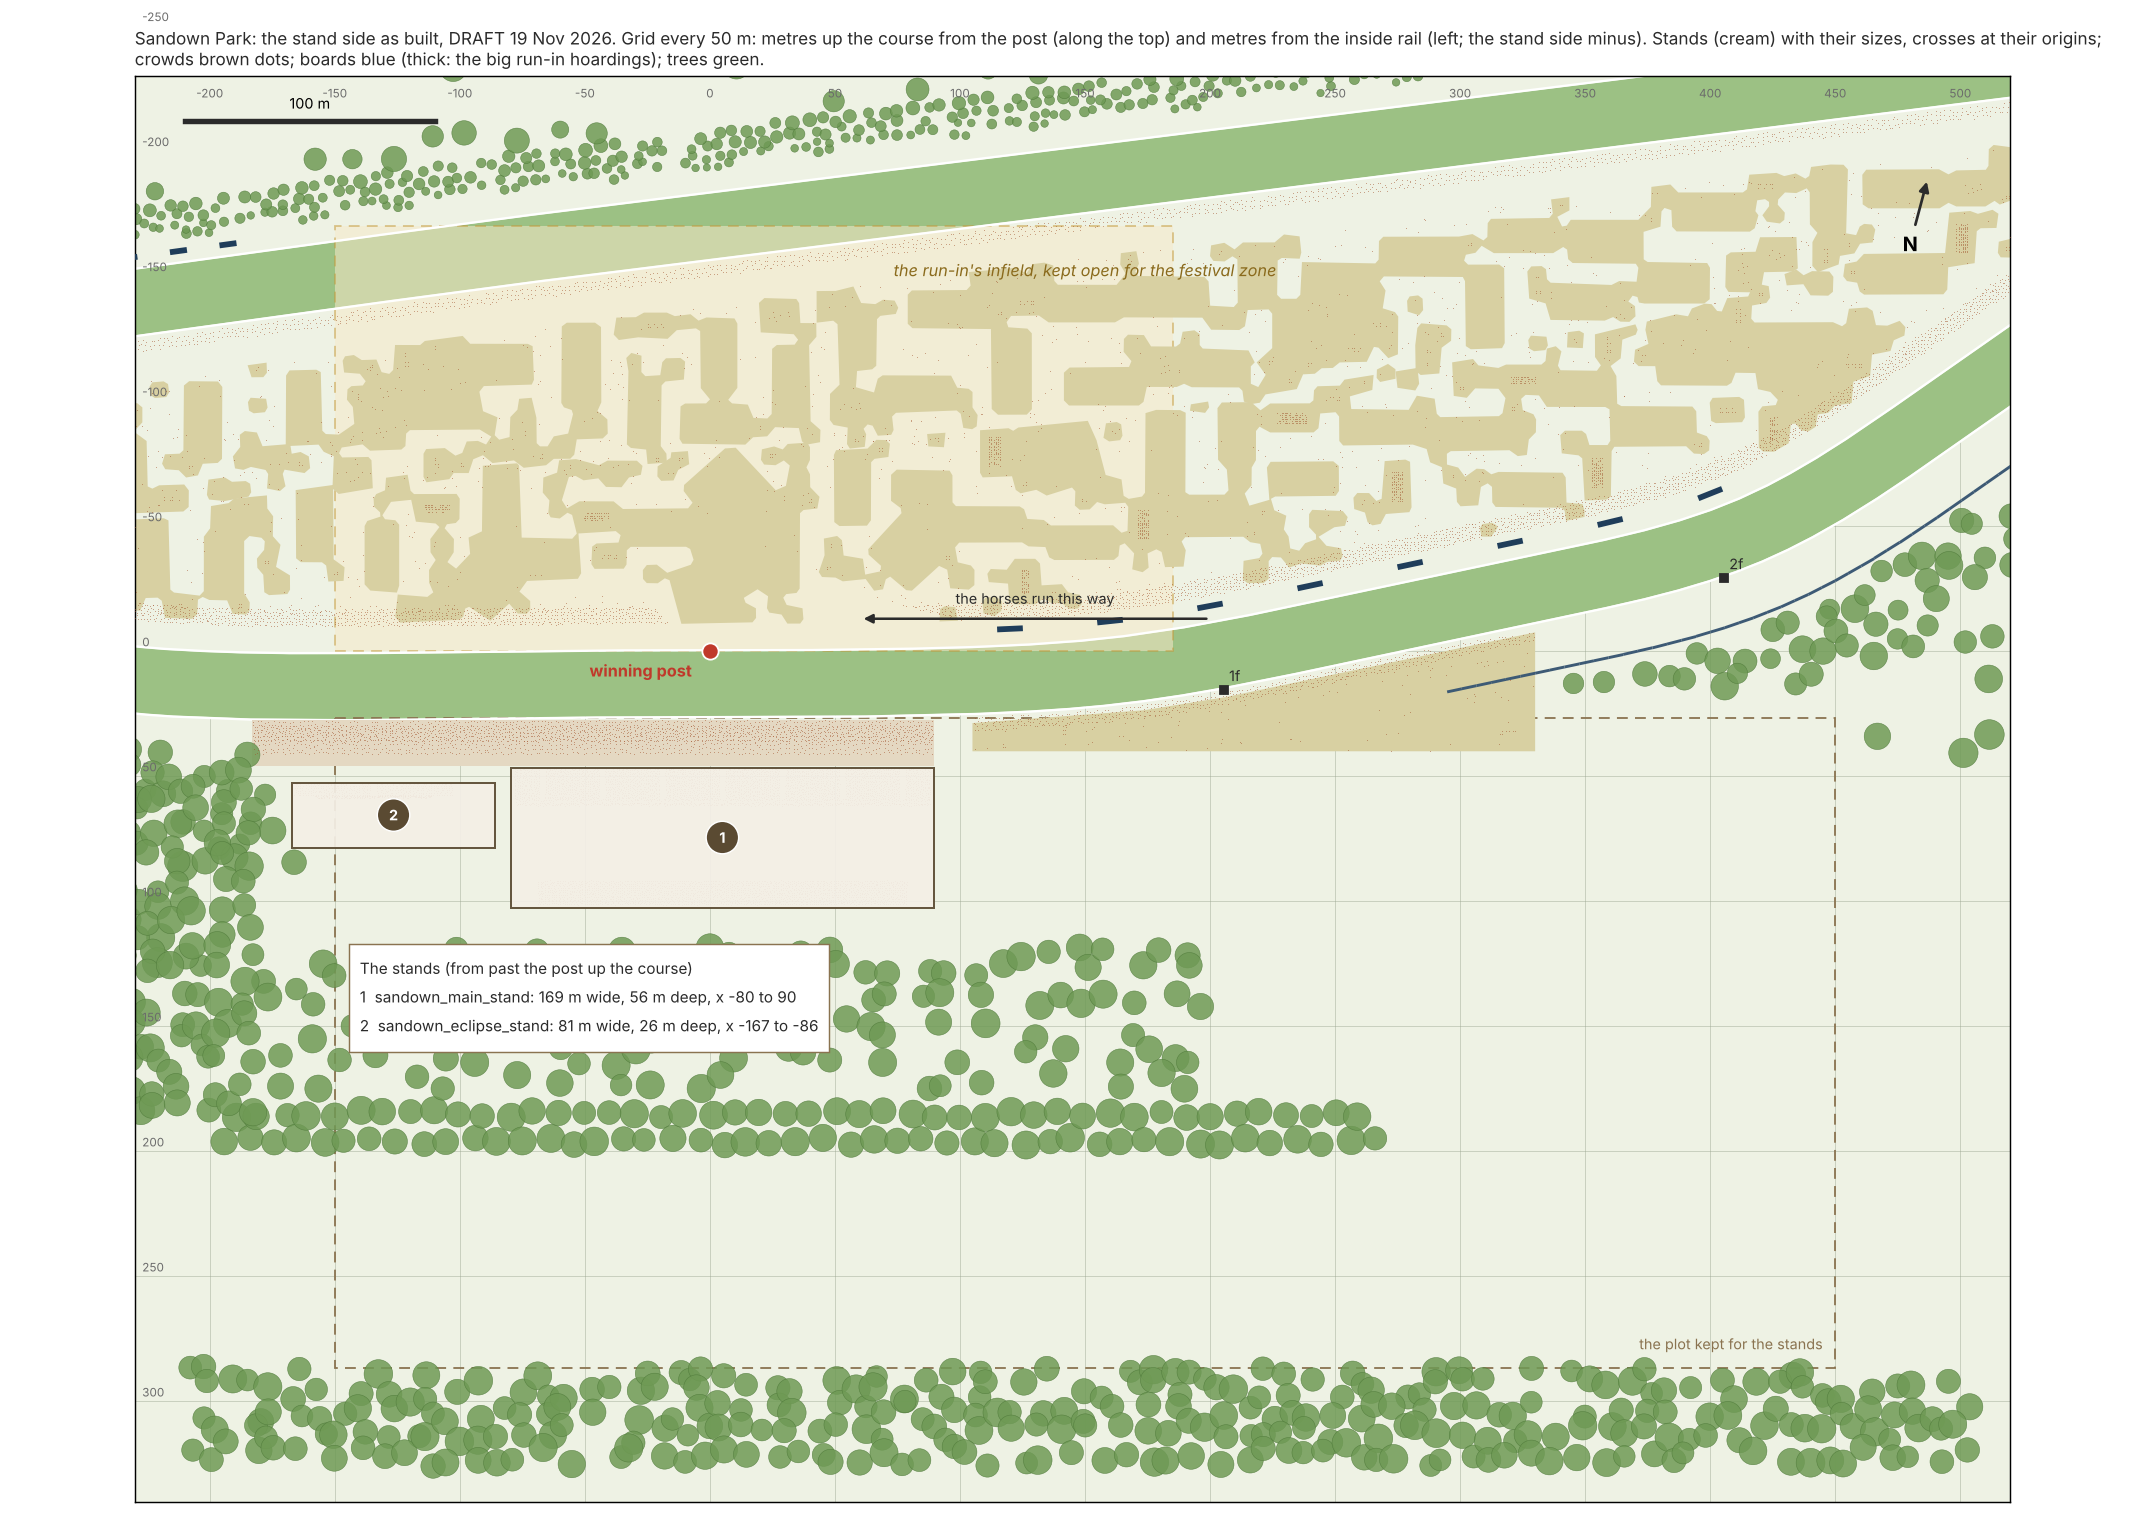 -250
Sandown Park: the stand side as built, DRAFT 19 Nov 2026. Grid every 50 m: metres up the course from the post (along the top) and metres from the inside rail (left; the stand side minus). Stands (cream) with their sizes, crosses at their origins;
crowds brown dots; boards blue (thick: the big run-in hoardings); trees green.
-200 -150 -100 -50 0 50 100 150 200 250 300 350 400 450 500
100 m
-200
N
-150
the run-in's infield, kept open for the festival zone
-100
-50
2f
the horses run this way
0
winning post
1f
50
2
1
100
The stands (from past the post up the course)
1 sandown_main_stand: 169 m wide, 56 m deep, x -80 to 90
150
2 sandown_eclipse_stand: 81 m wide, 26 m deep, x -167 to -86
200
250
the plot kept for the stands
300